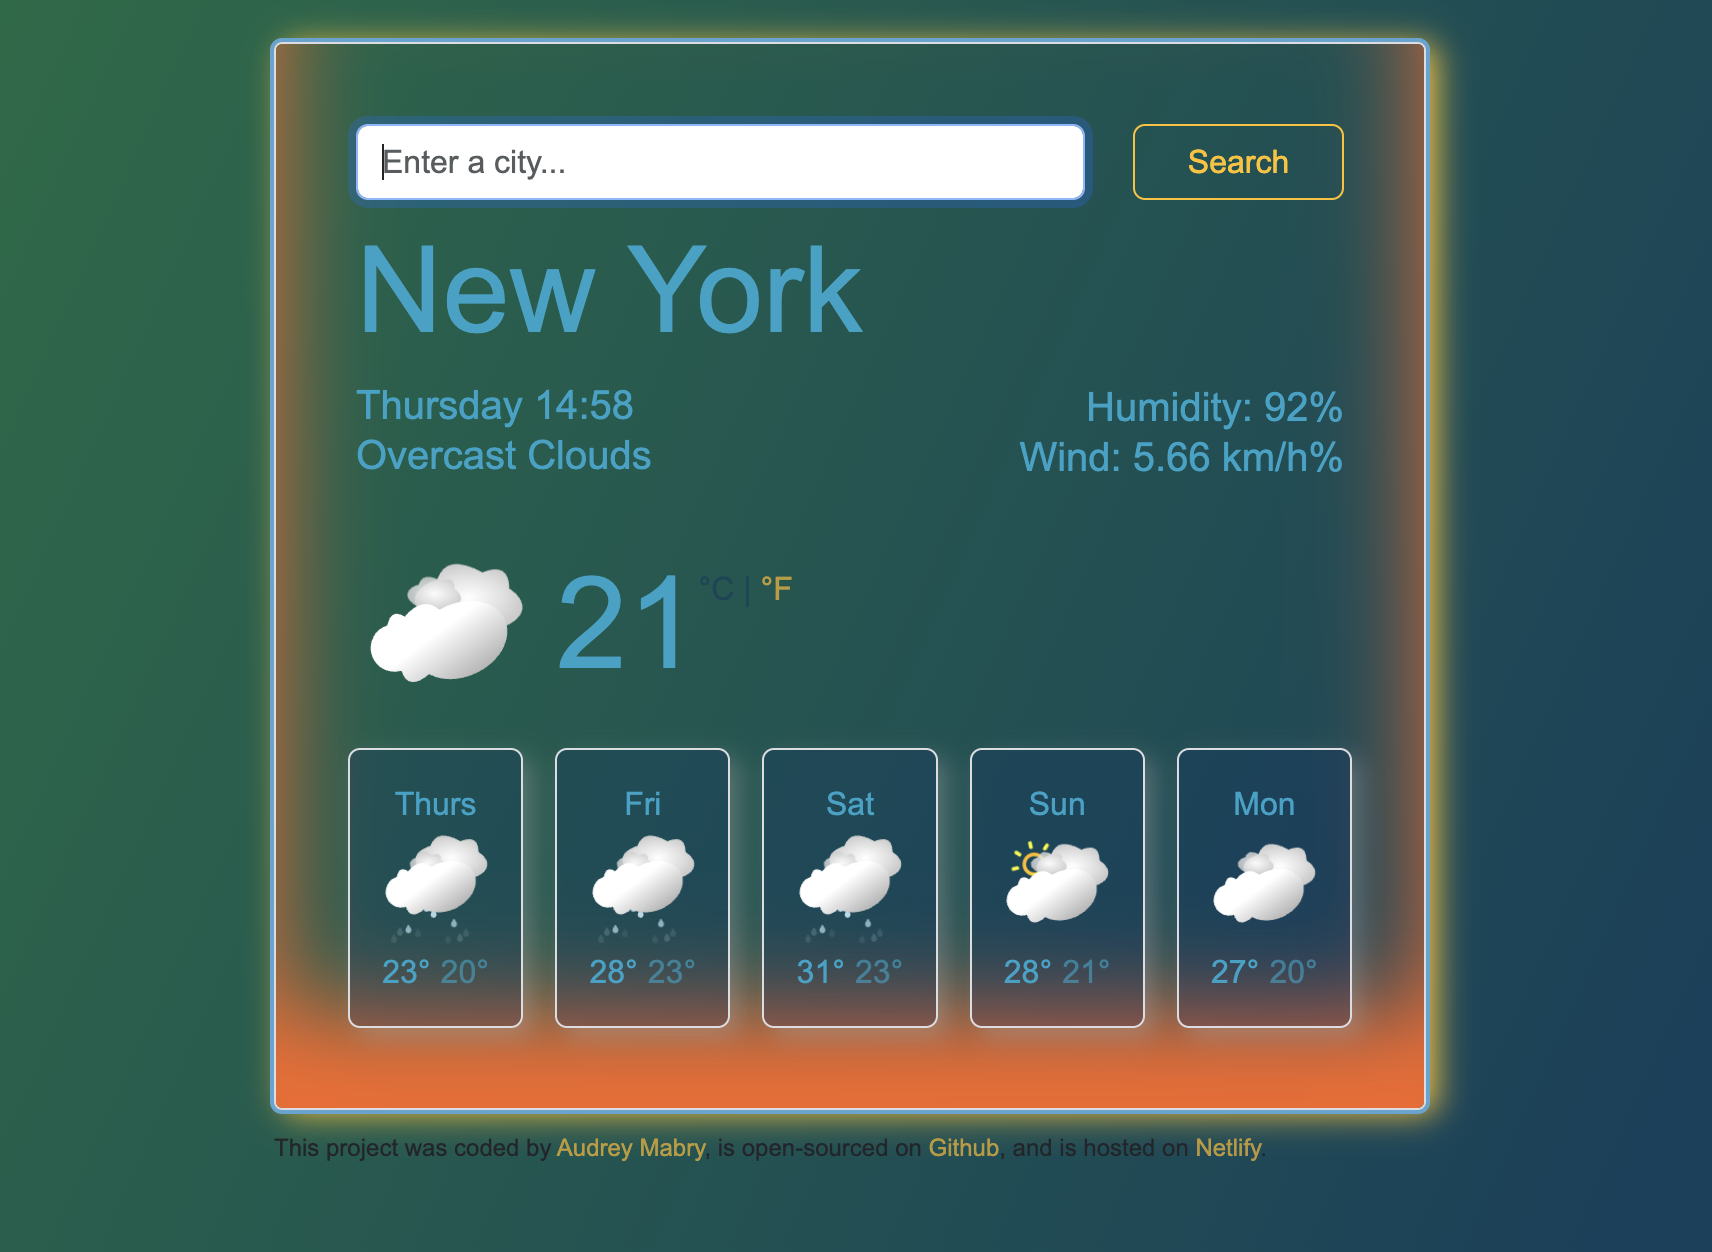 Enter a city...
Search
New York
Thursday 14:58
Overcast Clouds
Humidity: 92%
Wind: 5.66 km/h%
21 °C | °F
Thurs
23° 20°
Fri
28° 23°
Sat
31° 23°
Sun
28° 21°
Mon
27° 20°
This project was coded by Audrey Mabry, is open-sourced on Github, and is hosted on Netlify.